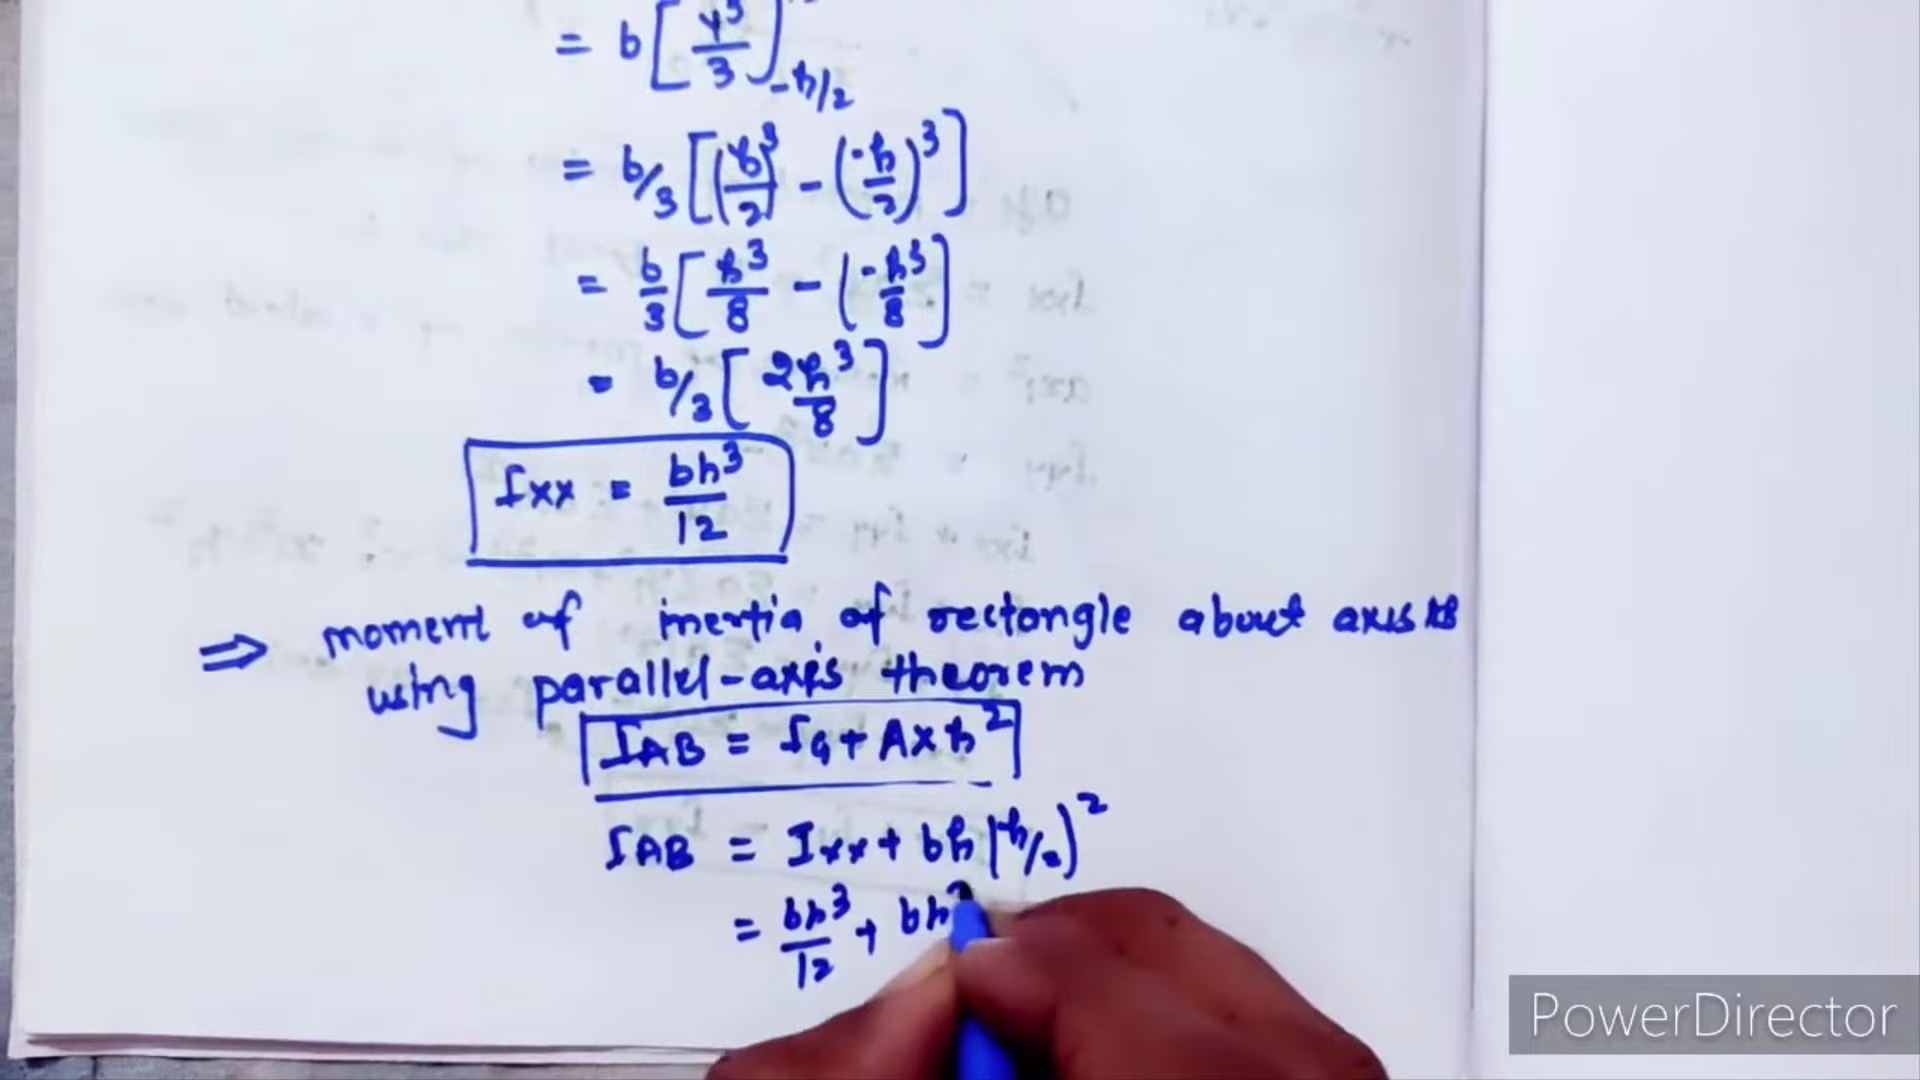 = b [y³/3]-h/2
= b/3 [(h/2)³ - (-h/2)³]
= b/3 [h³/8 - (-h³/8]
= b/3 [2h³/8]
Ixx = bh³/12
⇒ moment of inertia of rectangle about axis AB
using parallel-axis theorem
IAB = IG + A×h²
IAB = Ixx + bh (h/2)²
= bh³/12 + bh
PowerDirector